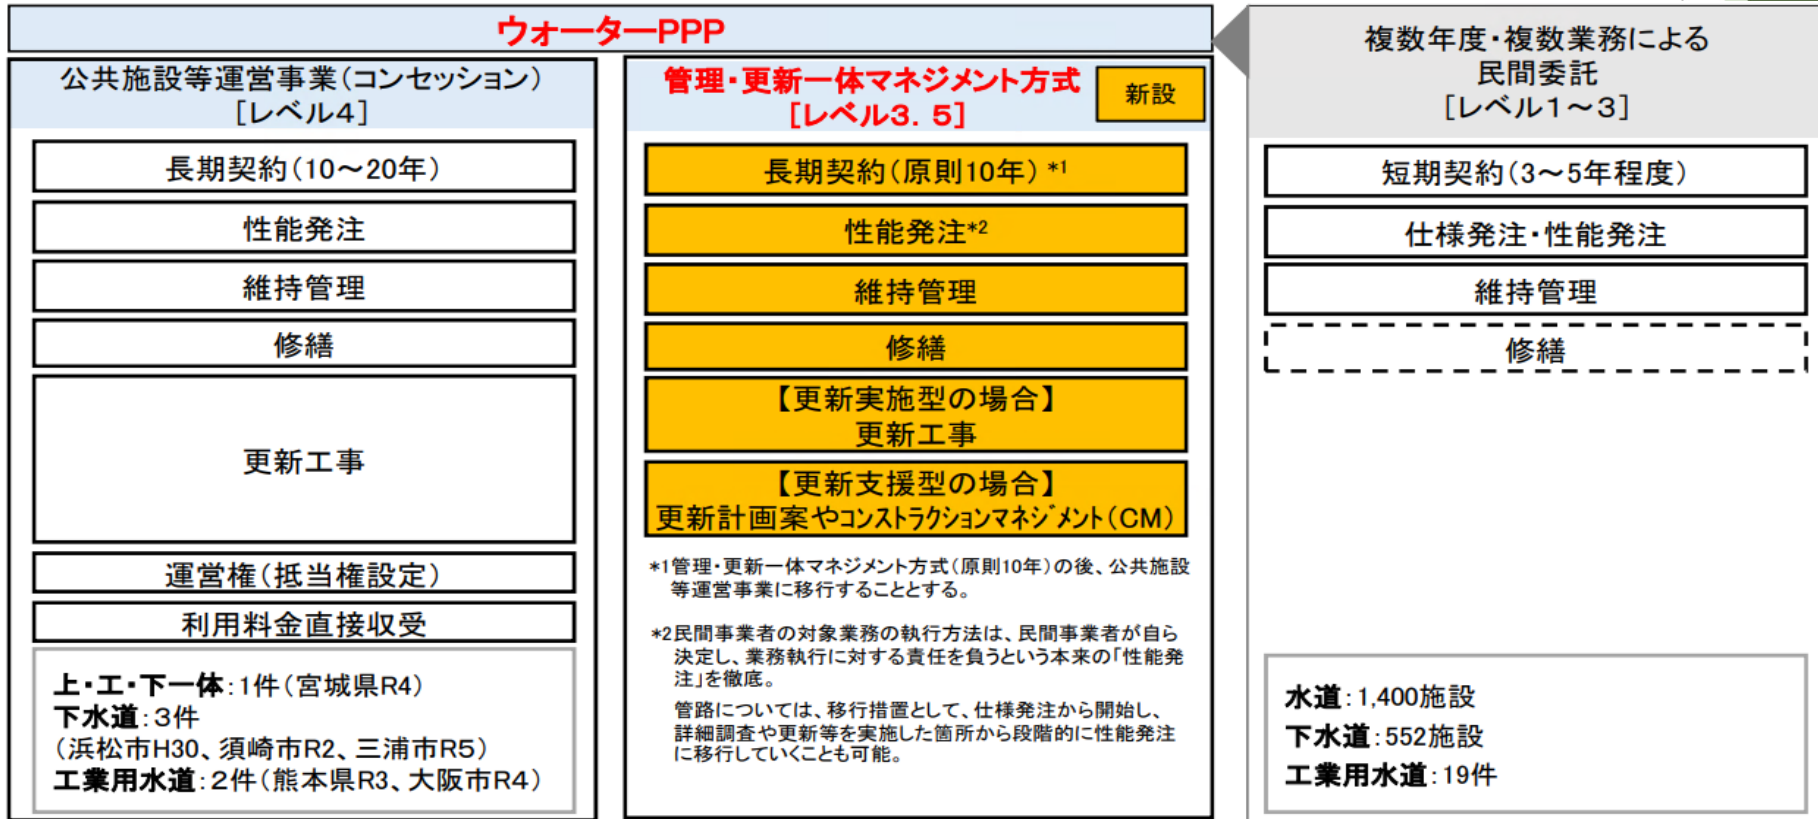 ウォーターPPP
公共施設等運営事業(コンセッション)
[レベル4]
長期契約(10～20年)
性能発注
維持管理
修繕
更新工事
運営権(抵当権設定)
利用料金直接収受
上・工・下一体:1件(宮城県R4)
下水道:3件
(浜松市H30、須崎市R2、三浦市R5)
工業用水道:2件(熊本県R3、大阪市R4)
管理・更新一体マネジメント方式
[レベル3.5]
新設
長期契約(原則10年)*1
性能発注*2
維持管理
修繕
【更新実施型の場合】
更新工事
【更新支援型の場合】
更新計画案やコンストラクションマネジメント(CM)
*1管理・更新一体マネジメント方式(原則10年)の後、公共施設
等運営事業に移行することとする。
*2民間事業者の対象業務の執行方法は、民間事業者が自ら
決定し、業務執行に対する責任を負うという本来の「性能発
注」を徹底。
管路については、移行措置として、仕様発注から開始し、
詳細調査や更新等を実施した箇所から段階的に性能発注
に移行していくことも可能。
複数年度・複数業務による
民間委託
[レベル1～3]
短期契約(3～5年程度)
仕様発注・性能発注
維持管理
修繕
水道:1,400施設
下水道:552施設
工業用水道:19件